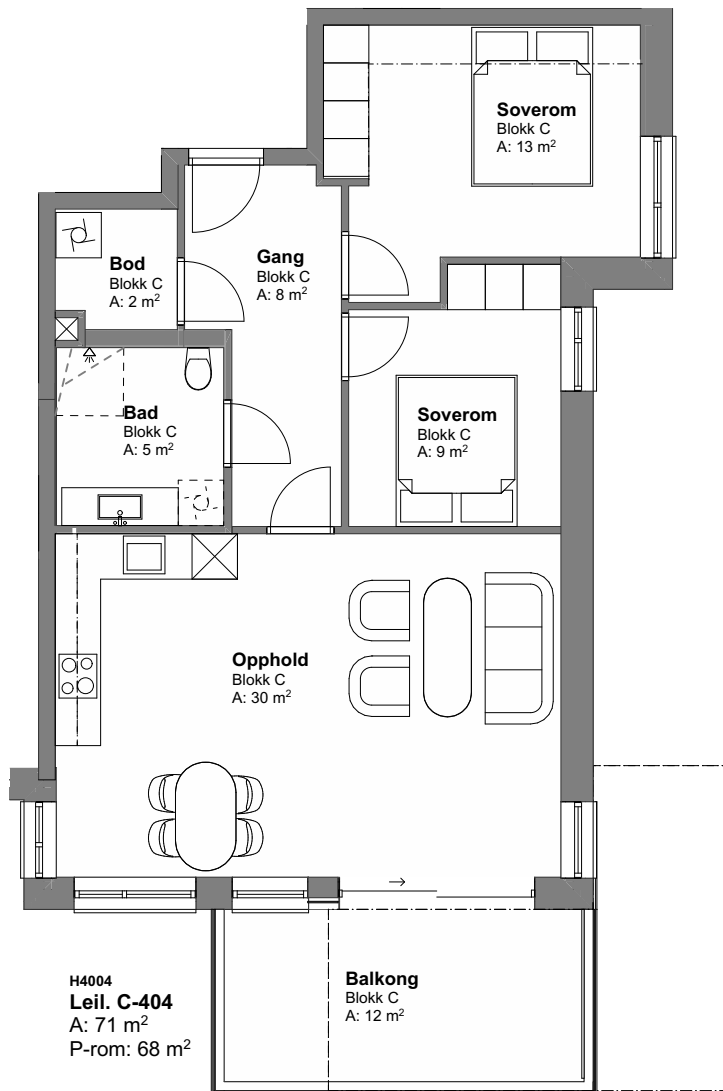 Soverom
Blokk C
A: 13 m²
Gang
Blokk C
A: 8 m²
Bod
Blokk C
A: 2 m²
Bad
Blokk C
A: 5 m²
Soverom
Blokk C
A: 9 m²
Opphold
Blokk C
A: 30 m²
Balkong
Blokk C
A: 12 m²
H4004
Leil. C-404
A: 71 m²
P-rom: 68 m²